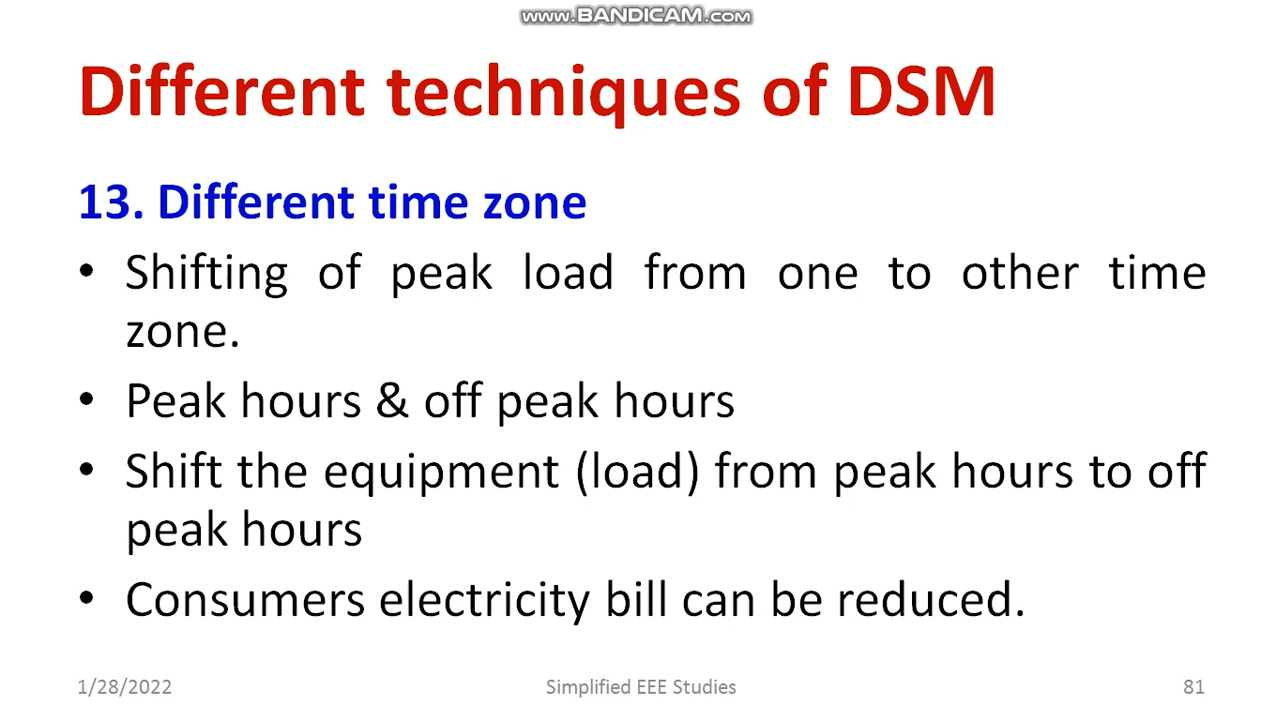 www.BANDICAM.com
Different techniques of DSM
13. Different time zone
• Shifting of peak load from one to other time
zone.
• Peak hours & off peak hours
• Shift the equipment (load) from peak hours to off
peak hours
• Consumers electricity bill can be reduced.
1/28/2022 Simplified EEE Studies 81